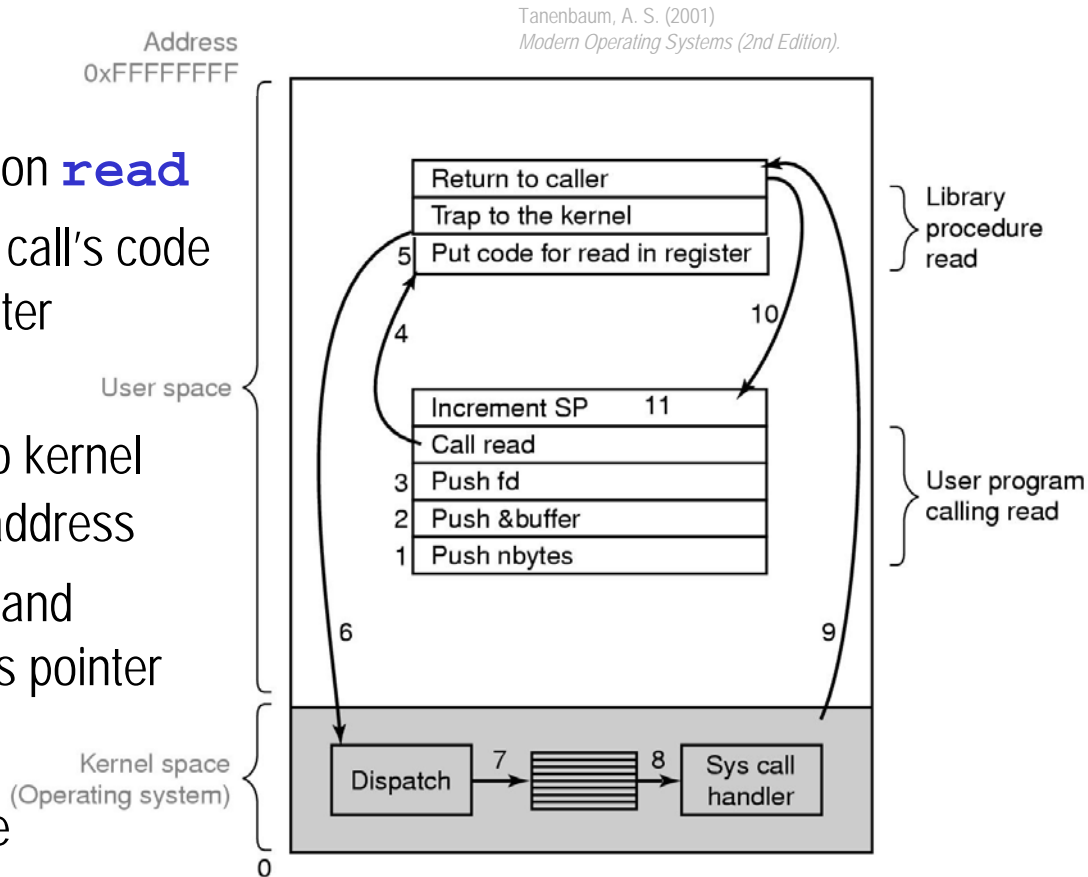 Tanenbaum, A. S. (2001)
Modern Operating Systems (2nd Edition).
Address
0xFFFFFFFF
on read
call's code
ter
User space
kernel
address
and
s pointer
Kernel space
(Operating system)
e
0
Return to caller
Trap to the kernel
5 Put code for read in register
Library
procedure
read
4
10
Increment SP 11
Call read
3 Push fd
2 Push &buffer
1 Push nbytes
User program
calling read
6
9
Dispatch
7
8
Sys call
handler